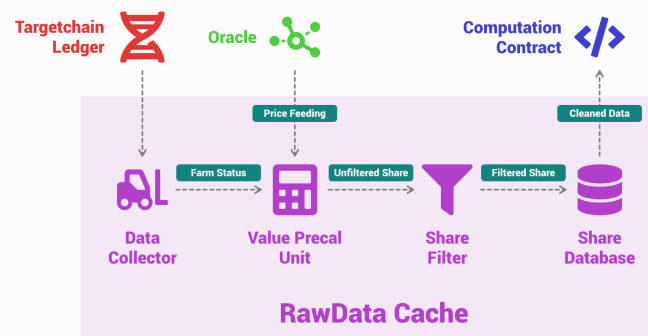 Targetchain
Ledger
Oracle
Computation
Contract
Price Feeding
Cleaned Data
Farm Status
Unfiltered Share
Filtered Share
Data
Collector
Value Precal
Unit
Share
Filter
Share
Database
RawData Cache